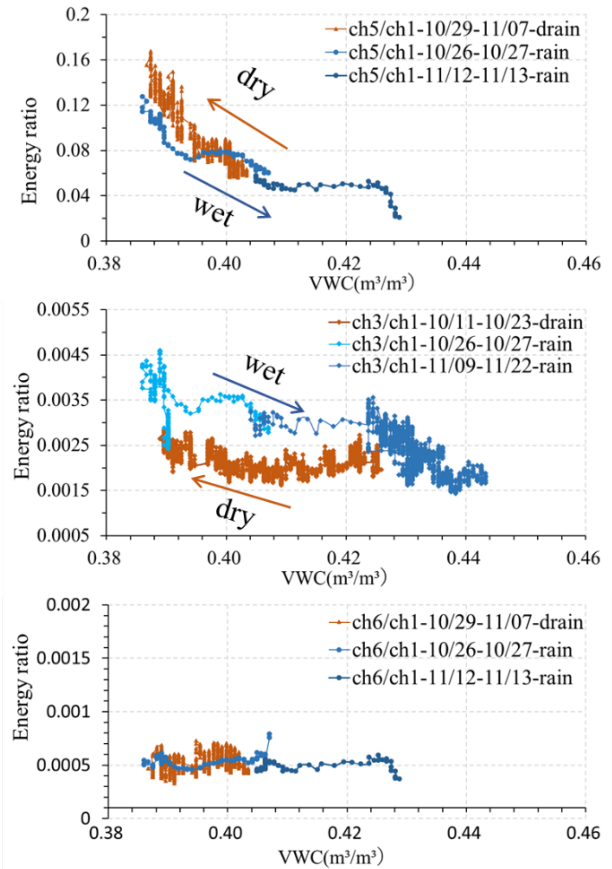 0.2
0.16
0.12
0.08
0.04
0
Energy ratio
ch5/ch1-10/29-11/07-drain
ch5/ch1-10/26-10/27-rain
ch5/ch1-11/12-11/13-rain
dry
wet
0.38 0.40 0.42 0.44 0.46
VWC(m³/m³)
0.0055
0.0045
0.0035
0.0025
0.0015
0.0005
Energy ratio
ch3/ch1-10/11-10/23-drain
ch3/ch1-10/26-10/27-rain
ch3/ch1-11/09-11/22-rain
wet
dry
0.38 0.40 0.42 0.44 0.46
VWC(m³/m³)
0.002
0.0015
0.001
0.0005
0
Energy ratio
ch6/ch1-10/29-11/07-drain
ch6/ch1-10/26-10/27-rain
ch6/ch1-11/12-11/13-rain
0.38 0.40 0.42 0.44 0.46
VWC(m³/m³)